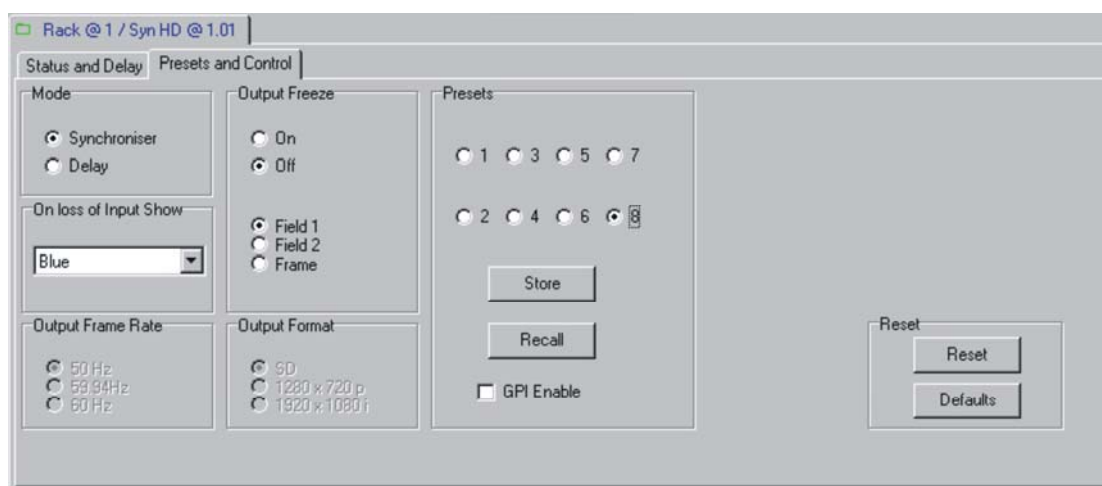 Rack @ 1 / Syn HD @ 1.01
Status and Delay
Presets and Control
Mode
Synchroniser
Delay
On loss of Input Show
Blue
Output Frame Rate
50 Hz
59.94Hz
60 Hz
Output Freeze
On
Off
Field 1
Field 2
Frame
Output Format
SD
1280 x 720 p
1920 x 1080 i
Presets
1 3 5 7
2 4 6 8
Store
Recall
GPI Enable
Reset
Reset
Defaults